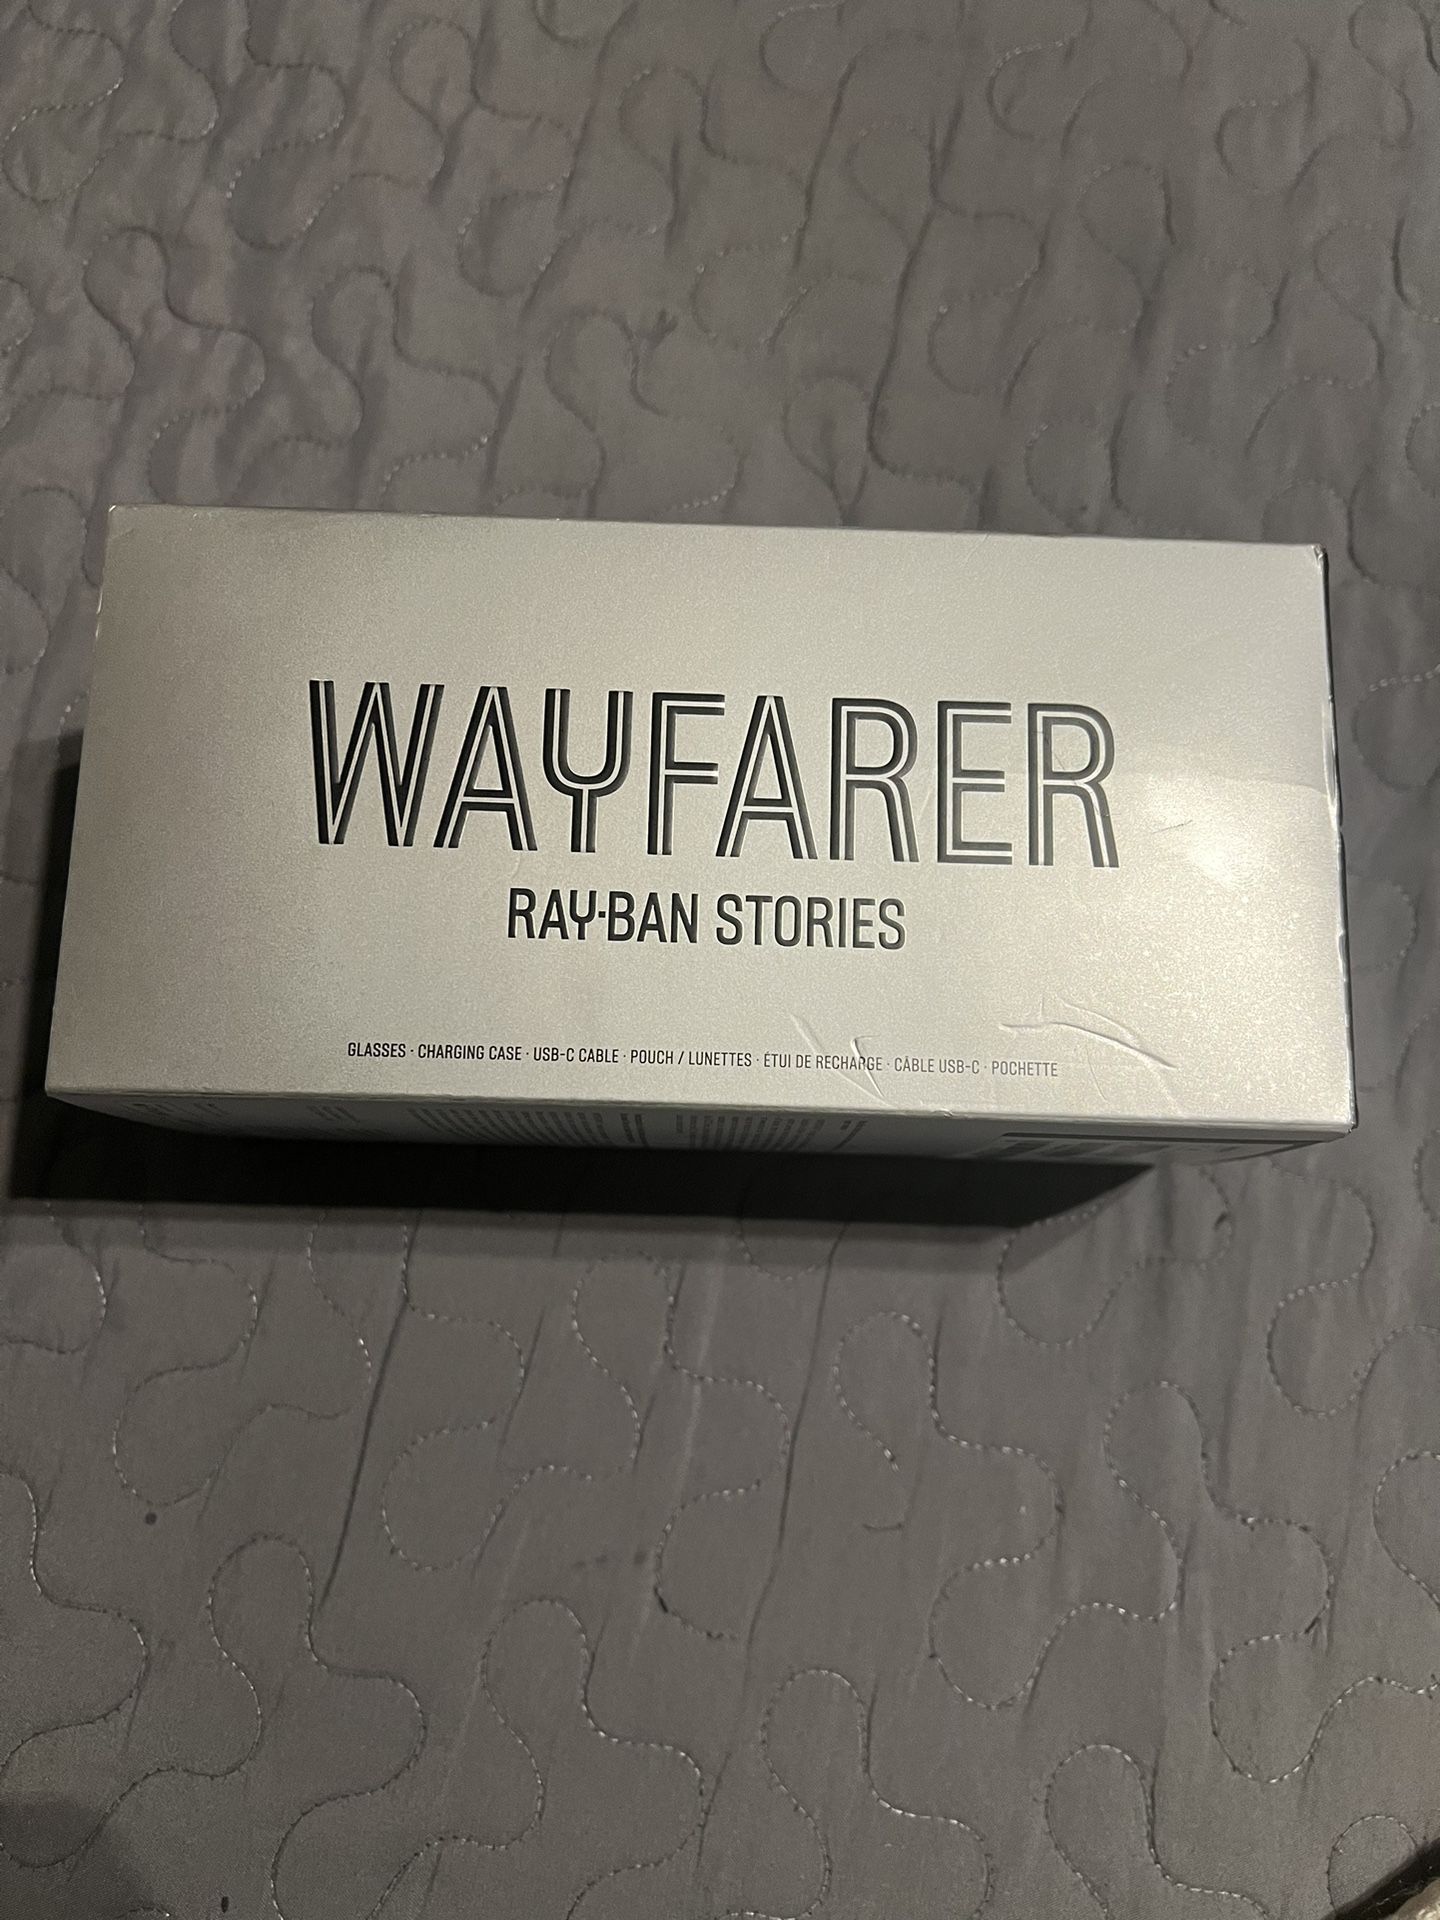 WAYFARER
RAY-BAN STORIES
GLASSES · CHARGING CASE · USB-C CABLE · POUCH / LUNETTES · ÉTUI DE RECHARGE · CÂBLE USB-C · POCHETTE